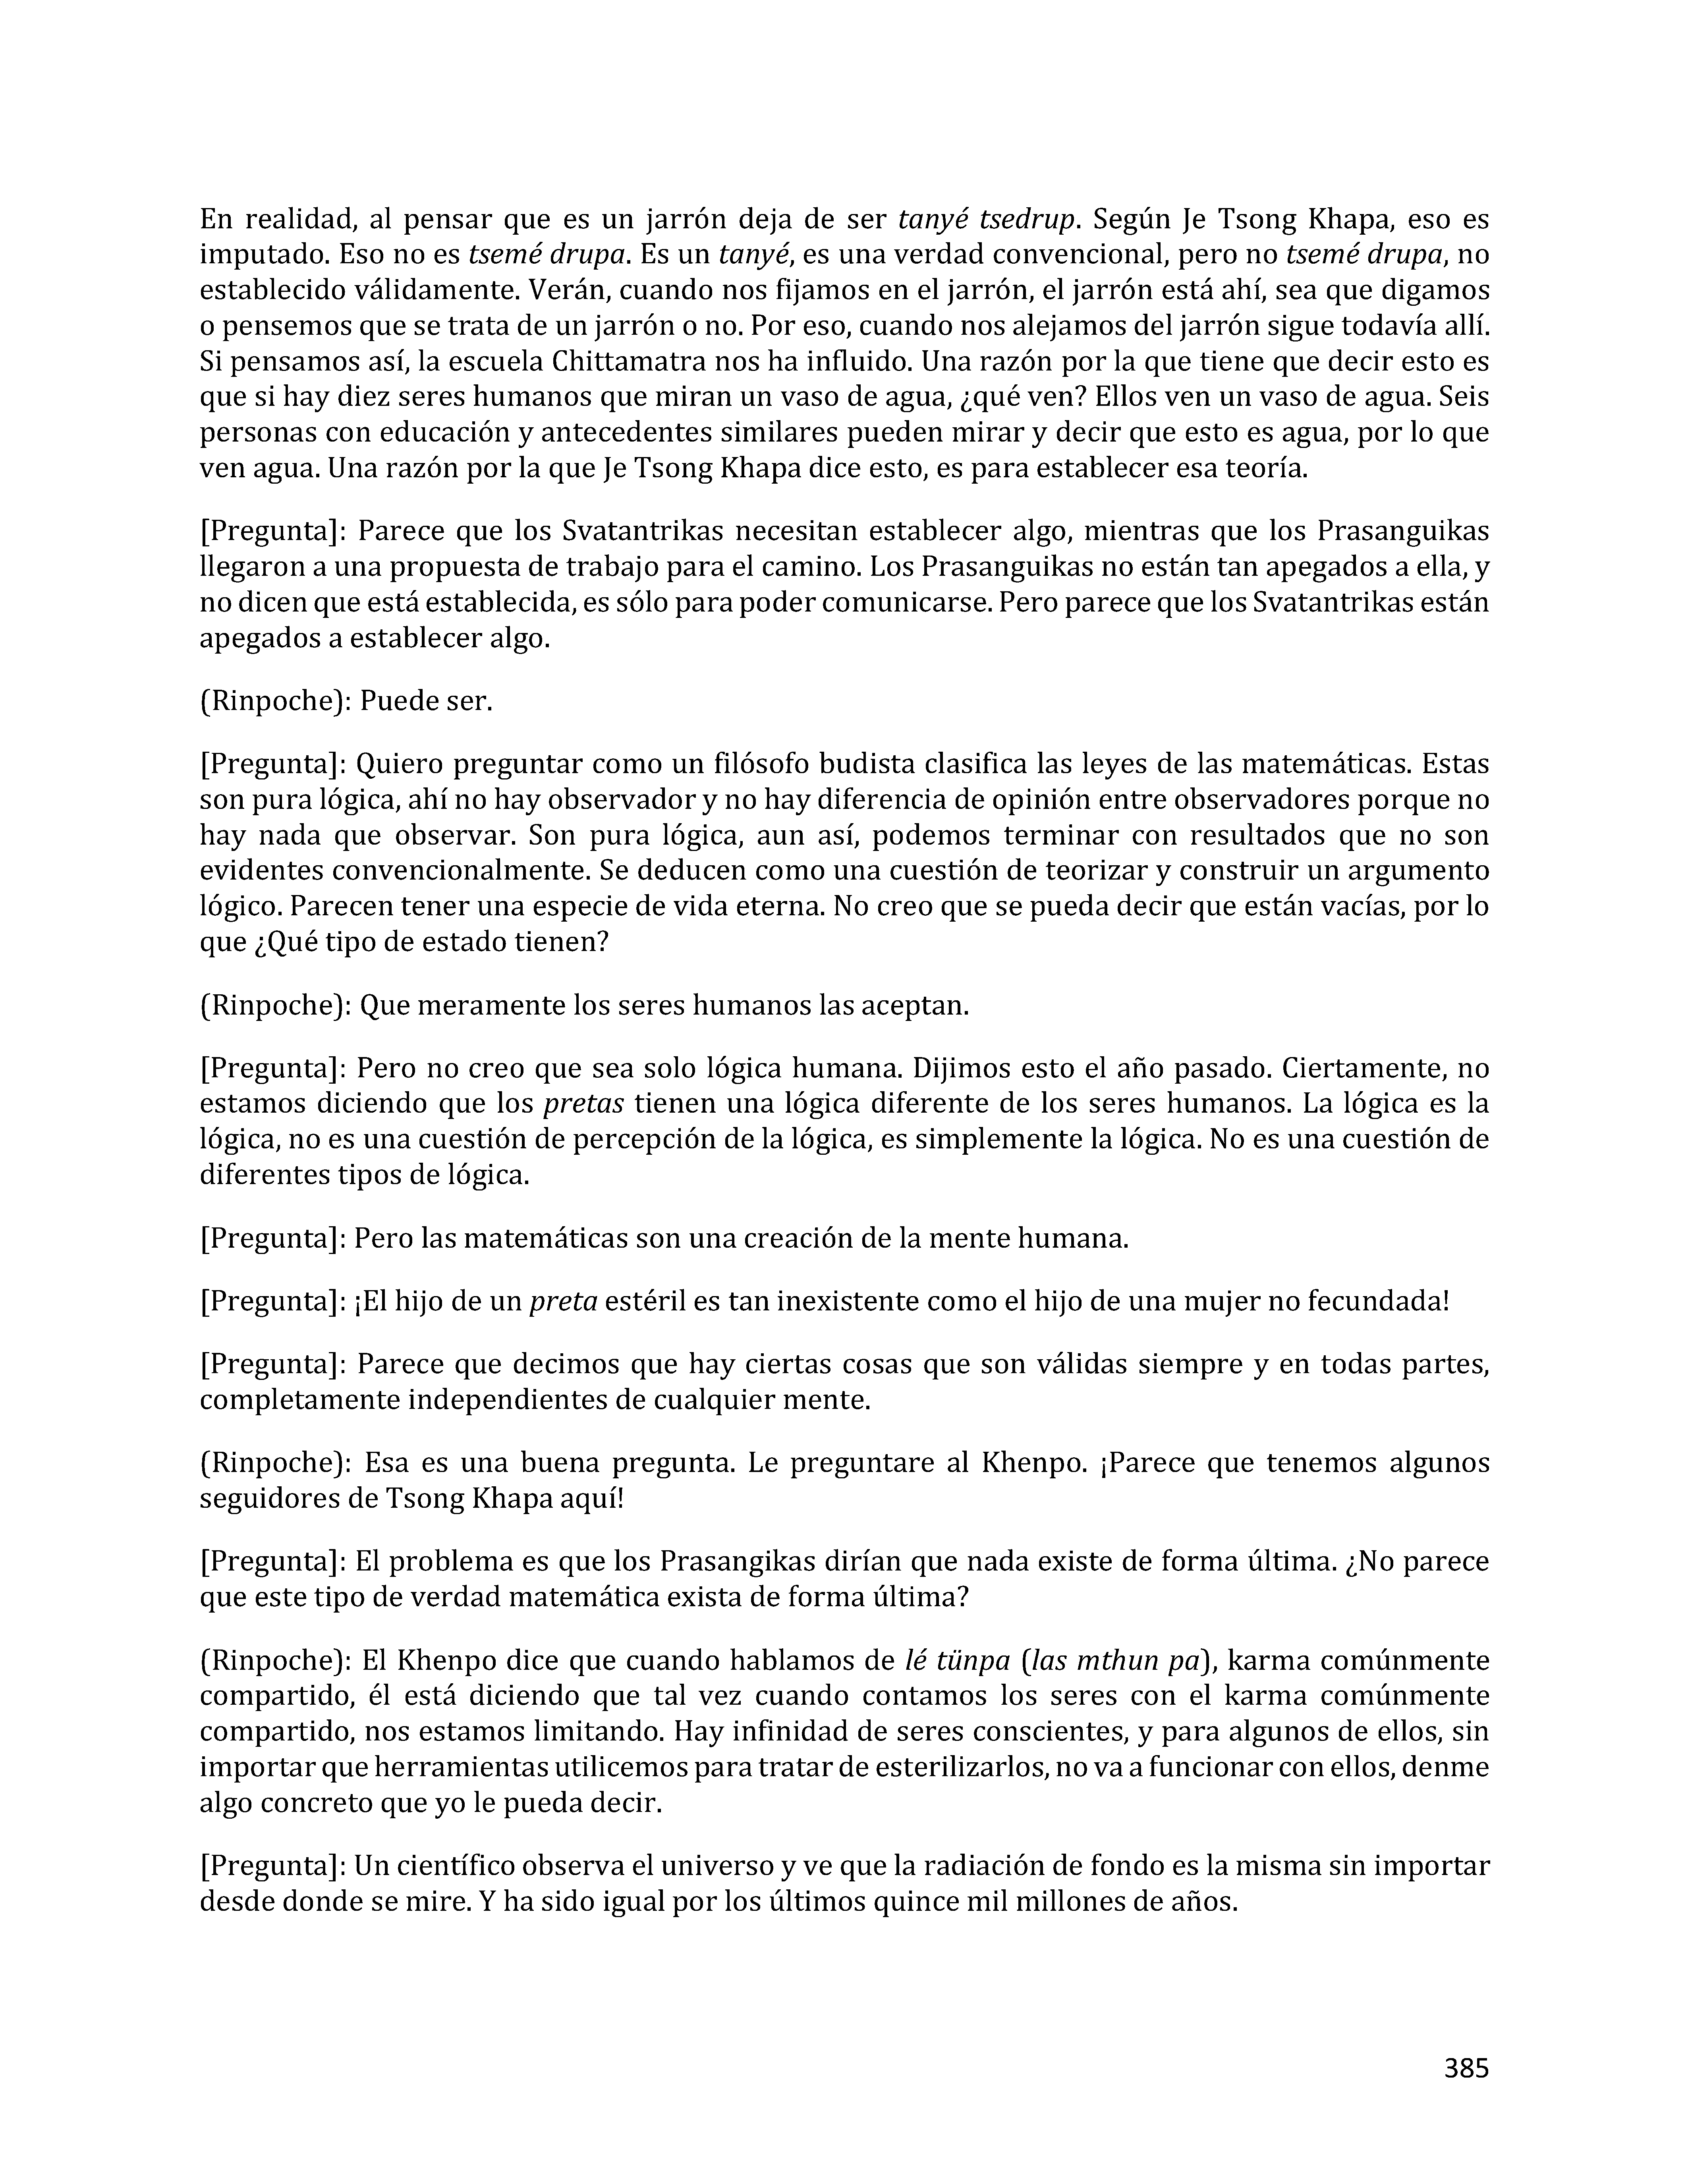 En realidad, al pensar que es un jarrón deja de ser tanyé tsedrup. Según Je Tsong Khapa, eso es
imputado. Eso no es tsemé drupa. Es un tanyé, es una verdad convencional, pero no tsemé drupa, no
establecido válidamente. Verán, cuando nos fijamos en el jarrón, el jarrón está ahí, sea que digamos
o pensemos que se trata de un jarrón o no. Por eso, cuando nos alejamos del jarrón sigue todavía allí.
Si pensamos así, la escuela Chittamatra nos ha influido. Una razón por la que tiene que decir esto es
que si hay diez seres humanos que miran un vaso de agua, ¿qué ven? Ellos ven un vaso de agua. Seis
personas con educación y antecedentes similares pueden mirar y decir que esto es agua, por lo que
ven agua. Una razón por la que Je Tsong Khapa dice esto, es para establecer esa teoría.
[Pregunta]: Parece que los Svatantrikas necesitan establecer algo, mientras que los Prasanguikas
llegaron a una propuesta de trabajo para el camino. Los Prasanguikas no están tan apegados a ella, y
no dicen que está establecida, es sólo para poder comunicarse. Pero parece que los Svatantrikas están
apegados a establecer algo.
(Rinpoche): Puede ser.
[Pregunta]: Quiero preguntar como un filósofo budista clasifica las leyes de las matemáticas. Estas
son pura lógica, ahí no hay observador y no hay diferencia de opinión entre observadores porque no
hay nada que observar. Son pura lógica, aun así, podemos terminar con resultados que no son
evidentes convencionalmente. Se deducen como una cuestión de teorizar y construir un argumento
lógico. Parecen tener una especie de vida eterna. No creo que se pueda decir que están vacías, por lo
que ¿Qué tipo de estado tienen?
(Rinpoche): Que meramente los seres humanos las aceptan.
[Pregunta]: Pero no creo que sea solo lógica humana. Dijimos esto el año pasado. Ciertamente, no
estamos diciendo que los pretas tienen una lógica diferente de los seres humanos. La lógica es la
lógica, no es una cuestión de percepción de la lógica, es simplemente la lógica. No es una cuestión de
diferentes tipos de lógica.
[Pregunta]: Pero las matemáticas son una creación de la mente humana.
[Pregunta]: ¡El hijo de un preta estéril es tan inexistente como el hijo de una mujer no fecundada!
[Pregunta]: Parece que decimos que hay ciertas cosas que son válidas siempre y en todas partes,
completamente independientes de cualquier mente.
(Rinpoche): Esa es una buena pregunta. Le preguntare al Khenpo. ¡Parece que tenemos algunos
seguidores de Tsong Khapa aquí!
[Pregunta]: El problema es que los Prasangikas dirían que nada existe de forma última. ¿No parece
que este tipo de verdad matemática exista de forma última?
(Rinpoche): El Khenpo dice que cuando hablamos de lé tünpa (las mthun pa), karma comúnmente
compartido, él está diciendo que tal vez cuando contamos los seres con el karma comúnmente
compartido, nos estamos limitando. Hay infinidad de seres conscientes, y para algunos de ellos, sin
importar que herramientas utilicemos para tratar de esterilizarlos, no va a funcionar con ellos, denme
algo concreto que yo le pueda decir.
[Pregunta]: Un científico observa el universo y ve que la radiación de fondo es la misma sin importar
desde donde se mire. Y ha sido igual por los últimos quince mil millones de años.
385